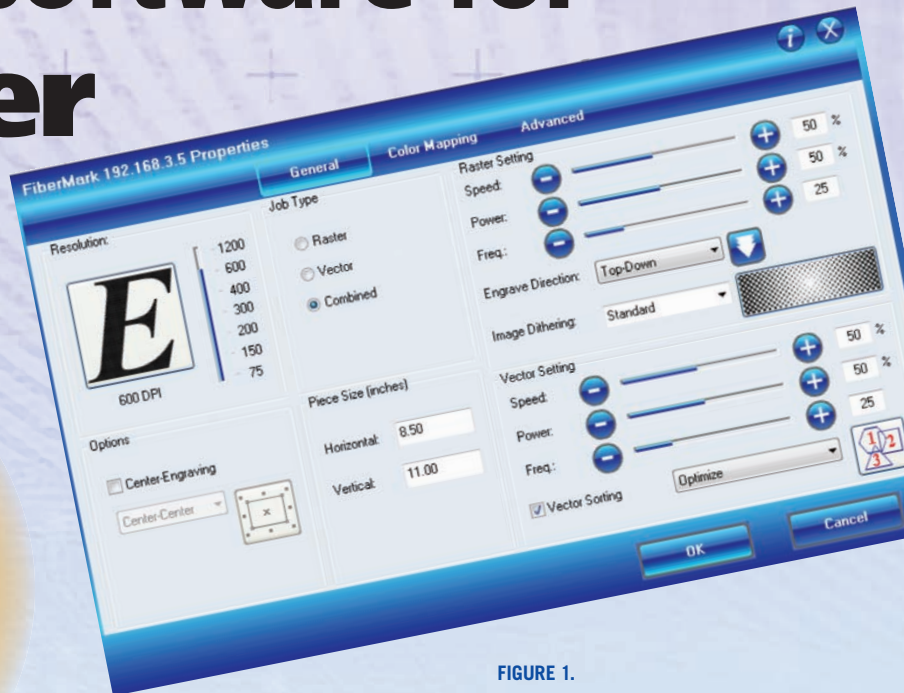 software for
er
FiberMark 192.168.3.5 Properties
General
Color Mapping
Advanced
Resolution:
E
1200
600
400
300
200
150
75
600 DPI
Job Type
Raster
Vector
Combined
Raster Setting
Speed:
50 %
Power:
50 %
Freq.:
25
Engrave Direction:
Top-Down
Image Dithering:
Standard
Options
Center-Engraving
Center-Center
Piece Size (inches)
Horizontal:
8.50
Vertical:
11.00
Vector Setting
Speed:
50 %
Power:
50 %
Freq.:
25
Vector Sorting
Optimize
1 2
3
OK
Cancel
FIGURE 1.